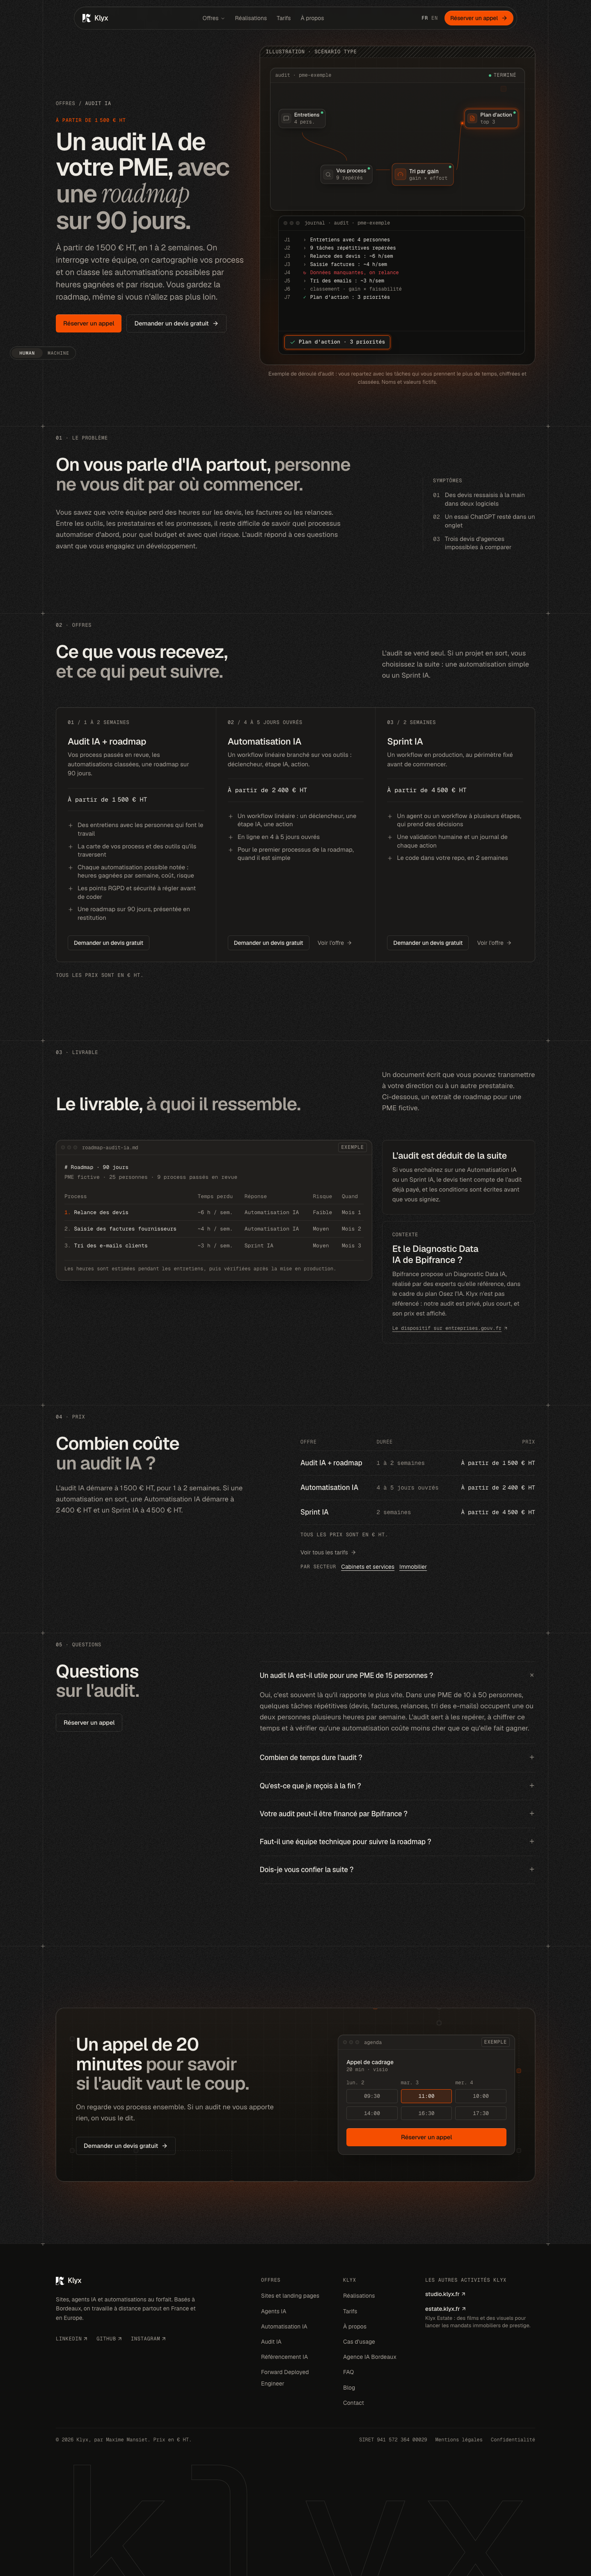 Klyx
Offres
Réalisations
Tarifs
À propos
FR EN
Réserver un appel →
OFFRES / AUDIT IA
À PARTIR DE 1 500 € HT
Un audit IA de
votre PME, avec
une roadmap
sur 90 jours.
À partir de 1 500 € HT, en 1 à 2 semaines. On
interroge votre équipe, on cartographie vos process
et on classe les automatisations possibles par
heures gagnées et par risque. Vous gardez la
roadmap, même si vous n'allez pas plus loin.
Réserver un appel
Demander un devis gratuit →
HUMAN MACHINE
ILLUSTRATION · SCÉNARIO TYPE
audit · pme-exemple
TERMINÉ
Entretiens
4 pers.
Plan d'action
top 3
Vos process
9 repérés
Tri par gain
gain × effort
journal · audit · pme-exemple
J1 › Entretiens avec 4 personnes
J2 › 9 tâches répétitives repérées
J3 › Relance des devis : ~6 h/sem
J3 › Saisie factures : ~4 h/sem
J4 Données manquantes, on relance
J5 › Tri des emails : ~3 h/sem
J6 · classement · gain × faisabilité
J7 ✓ Plan d'action : 3 priorités
✓ Plan d'action · 3 priorités
Exemple de déroulé d'audit : vous repartez avec les tâches qui vous prennent le plus de temps, chiffrées et
classées. Noms et valeurs fictifs.
01 · LE PROBLÈME
On vous parle d'IA partout, personne
ne vous dit par où commencer.
Vous savez que votre équipe perd des heures sur les devis, les factures ou les relances.
Entre les outils, les prestataires et les promesses, il reste difficile de savoir quel processus
automatiser d'abord, pour quel budget et avec quel risque. L'audit répond à ces questions
avant que vous engagiez un développement.
SYMPTÔMES
01 Des devis ressaisis à la main
dans deux logiciels
02 Un essai ChatGPT resté dans un
onglet
03 Trois devis d'agences
impossibles à comparer
02 · OFFRES
Ce que vous recevez,
et ce qui peut suivre.
L'audit se vend seul. Si un projet en sort, vous
choisissez la suite : une automatisation simple
ou un Sprint IA.
01 / 1 À 2 SEMAINES
Audit IA + roadmap
Vos process passés en revue, les
automatisations classées, une roadmap sur
90 jours.
À partir de 1 500 € HT
+ Des entretiens avec les personnes qui font le
travail
+ La carte de vos process et des outils qu'ils
traversent
+ Chaque automatisation possible notée :
heures gagnées par semaine, coût, risque
+ Les points RGPD et sécurité à régler avant
de coder
+ Une roadmap sur 90 jours, présentée en
restitution
Demander un devis gratuit
02 / 4 À 5 JOURS OUVRÉS
Automatisation IA
Un workflow linéaire branché sur vos outils :
déclencheur, étape IA, action.
À partir de 2 400 € HT
+ Un workflow linéaire : un déclencheur, une
étape IA, une action
+ En ligne en 4 à 5 jours ouvrés
+ Pour le premier processus de la roadmap,
quand il est simple
Demander un devis gratuit
Voir l'offre →
03 / 2 SEMAINES
Sprint IA
Un workflow en production, au périmètre fixé
avant de commencer.
À partir de 4 500 € HT
+ Un agent ou un workflow à plusieurs étapes,
qui prend des décisions
+ Une validation humaine et un journal de
chaque action
+ Le code dans votre repo, en 2 semaines
Demander un devis gratuit
Voir l'offre →
TOUS LES PRIX SONT EN € HT.
03 · LIVRABLE
Le livrable, à quoi il ressemble.
Un document écrit que vous pouvez transmettre
à votre direction ou à un autre prestataire.
Ci-dessous, un extrait de roadmap pour une
PME fictive.
roadmap-audit-ia.md
EXEMPLE
# Roadmap · 90 jours
PME fictive · 25 personnes · 9 process passés en revue
Process Temps perdu Réponse Risque Quand
1. Relance des devis ~6 h / sem. Automatisation IA Faible Mois 1
2. Saisie des factures fournisseurs ~4 h / sem. Automatisation IA Moyen Mois 2
3. Tri des e-mails clients ~3 h / sem. Sprint IA Moyen Mois 3
Les heures sont estimées pendant les entretiens, puis vérifiées après la mise en production.
L'audit est déduit de la suite
Si vous enchaînez sur une Automatisation IA
ou un Sprint IA, le devis tient compte de l'audit
déjà payé, et les conditions sont écrites avant
que vous signiez.
CONTEXTE
Et le Diagnostic Data
IA de Bpifrance ?
Bpifrance propose un Diagnostic Data IA,
réalisé par des experts qu'elle référence, dans
le cadre du plan Osez l'IA. Klyx n'est pas
référencé : notre audit est privé, plus court, et
son prix est affiché.
Le dispositif sur entreprises.gouv.fr ↗
04 · PRIX
Combien coûte
un audit IA ?
L'audit IA démarre à 1 500 € HT, pour 1 à 2 semaines. Si une
automatisation en sort, une Automatisation IA démarre à
2 400 € HT et un Sprint IA à 4 500 € HT.
OFFRE DURÉE PRIX
Audit IA + roadmap 1 à 2 semaines À partir de 1 500 € HT
Automatisation IA 4 à 5 jours ouvrés À partir de 2 400 € HT
Sprint IA 2 semaines À partir de 4 500 € HT
TOUS LES PRIX SONT EN € HT.
Voir tous les tarifs →
PAR SECTEUR Cabinets et services Immobilier
05 · QUESTIONS
Questions
sur l'audit.
Réserver un appel
Un audit IA est-il utile pour une PME de 15 personnes ? ×
Oui, c'est souvent là qu'il rapporte le plus vite. Dans une PME de 10 à 50 personnes,
quelques tâches répétitives (devis, factures, relances, tri des e-mails) occupent une ou
deux personnes plusieurs heures par semaine. L'audit sert à les repérer, à chiffrer ce
temps et à vérifier qu'une automatisation coûte moins cher que ce qu'elle fait gagner.
Combien de temps dure l'audit ? +
Qu'est-ce que je reçois à la fin ? +
Votre audit peut-il être financé par Bpifrance ? +
Faut-il une équipe technique pour suivre la roadmap ? +
Dois-je vous confier la suite ? +
Un appel de 20
minutes pour savoir
si l'audit vaut le coup.
On regarde vos process ensemble. Si un audit ne vous apporte
rien, on vous le dit.
Demander un devis gratuit →
agenda
EXEMPLE
Appel de cadrage
20 min · visio
lun. 2 mar. 3 mer. 4
09:30 11:00 10:00
14:00 16:30 17:30
Réserver un appel
Klyx
Sites, agents IA et automatisations au forfait. Basés à
Bordeaux, on travaille à distance partout en France et
en Europe.
LINKEDIN ↗ GITHUB ↗ INSTAGRAM ↗
OFFRES
Sites et landing pages
Agents IA
Automatisation IA
Audit IA
Référencement IA
Forward Deployed
Engineer
KLYX
Réalisations
Tarifs
À propos
Cas d'usage
Agence IA Bordeaux
FAQ
Blog
Contact
LES AUTRES ACTIVITÉS KLYX
studio.klyx.fr ↗
estate.klyx.fr ↗
Klyx Estate : des films et des visuels pour
lancer les mandats immobiliers de prestige.
© 2026 Klyx, par Maxime Mansiet. Prix en € HT.
SIRET 941 572 364 00029 Mentions légales Confidentialité
klyx